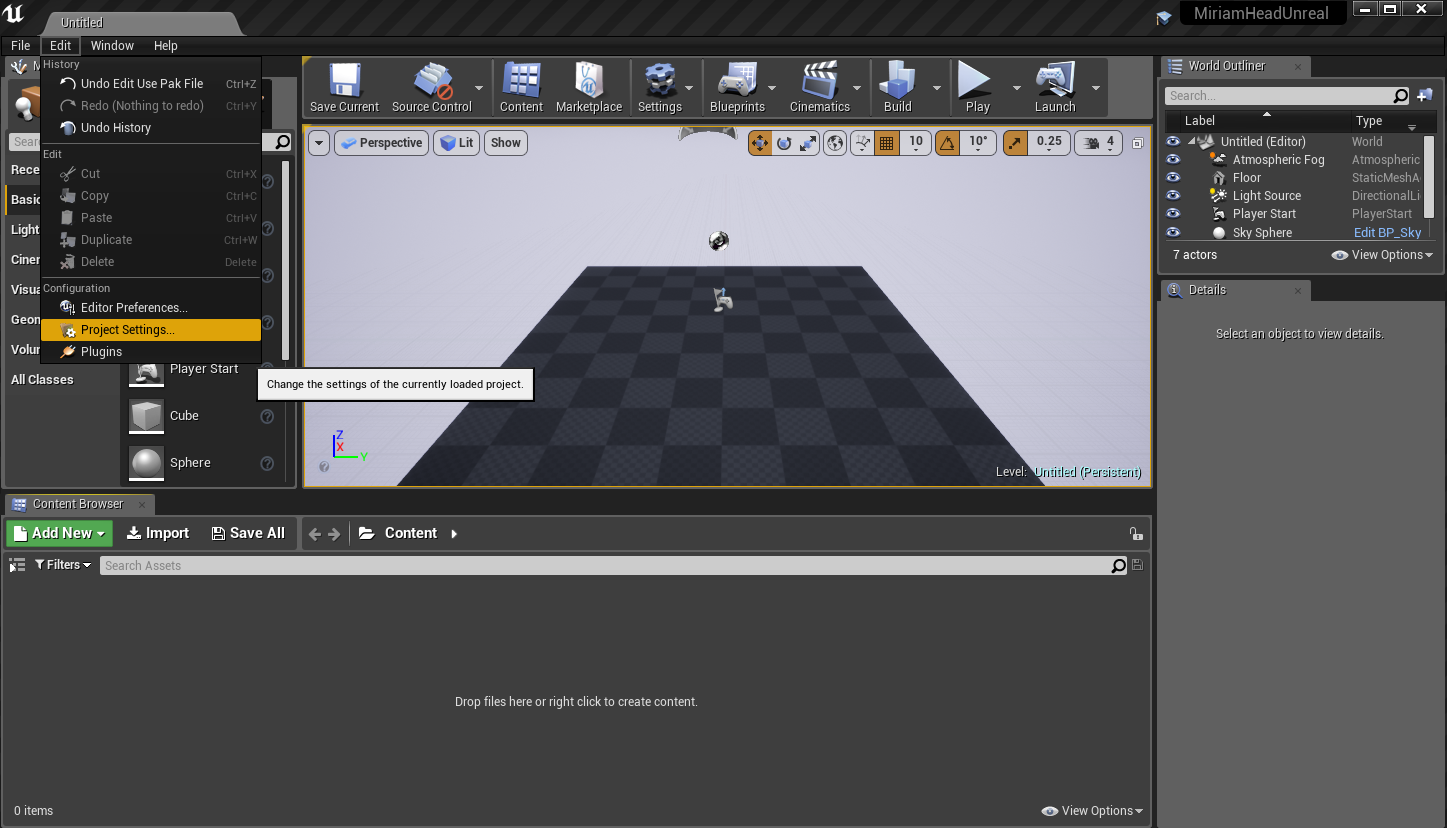 Untitled
MiriamHeadUnreal
File Edit Window Help
History
Undo Edit Use Pak File Ctrl+Z
Redo (Nothing to redo) Ctrl+Y
Undo History
Edit
Cut Ctrl+X
Copy Ctrl+C
Paste Ctrl+V
Duplicate Ctrl+W
Delete Delete
Configuration
Editor Preferences...
Project Settings...
Plugins
Change the settings of the currently loaded project.
M
Sear
Rece
Basic
Light
Cinem
Visua
Geon
Volun
All Classes
Player Start
Cube
Sphere
Save Current Source Control Content Marketplace Settings Blueprints Cinematics Build Play Launch
Perspective Lit Show 10 10° 0.25 4
Z
X
Y
Level: Untitled (Persistent)
World Outliner
Search...
Label Type
Untitled (Editor) World
Atmospheric Fog Atmospheric
Floor StaticMeshA
Light Source DirectionalLi
Player Start PlayerStart
Sky Sphere Edit BP_Sky
7 actors View Options
Details
Select an object to view details.
Content Browser
Add New Import Save All Content
Filters Search Assets
Drop files here or right click to create content.
0 items View Options